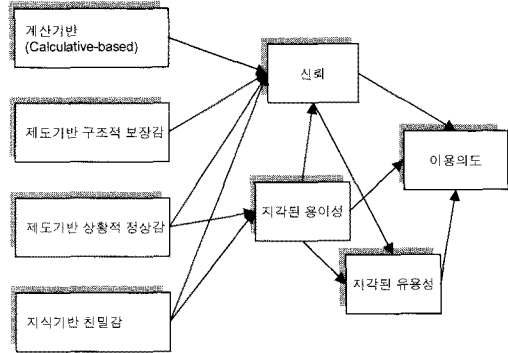 계산기반
(Calculative-based)
신뢰
제도기반 구조적 보장감
이용의도
제도기반 상황적 정상감
지각된 용이성
지각된 유용성
지식기반 친밀감